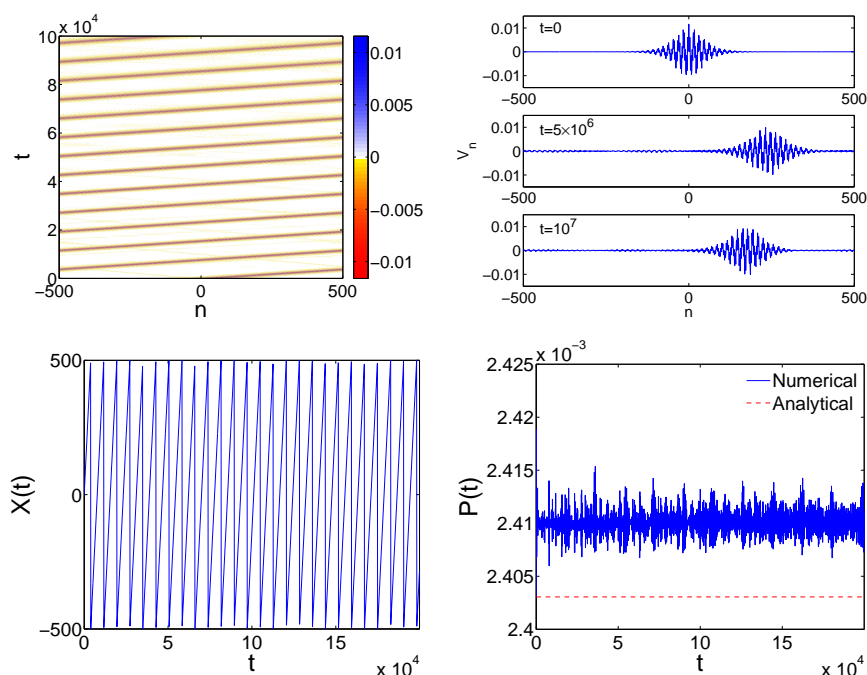 x 10^4
10
8
6
4
2
0
t
−500
0
500
n
0.01
0.005
0
−0.005
−0.01
t=0
0.01
0
−0.01
−500
0
500
t=5×10^6
V_n
0.01
0
−0.01
−500
0
500
t=10^7
0.01
0
−0.01
−500
0
500
n
500
0
−500
X(t)
0
5
10
15
t
x 10^4
x 10^−3
2.425
2.42
2.415
2.41
2.405
2.4
P(t)
Numerical
Analytical
0
5
10
15
t
x 10^4